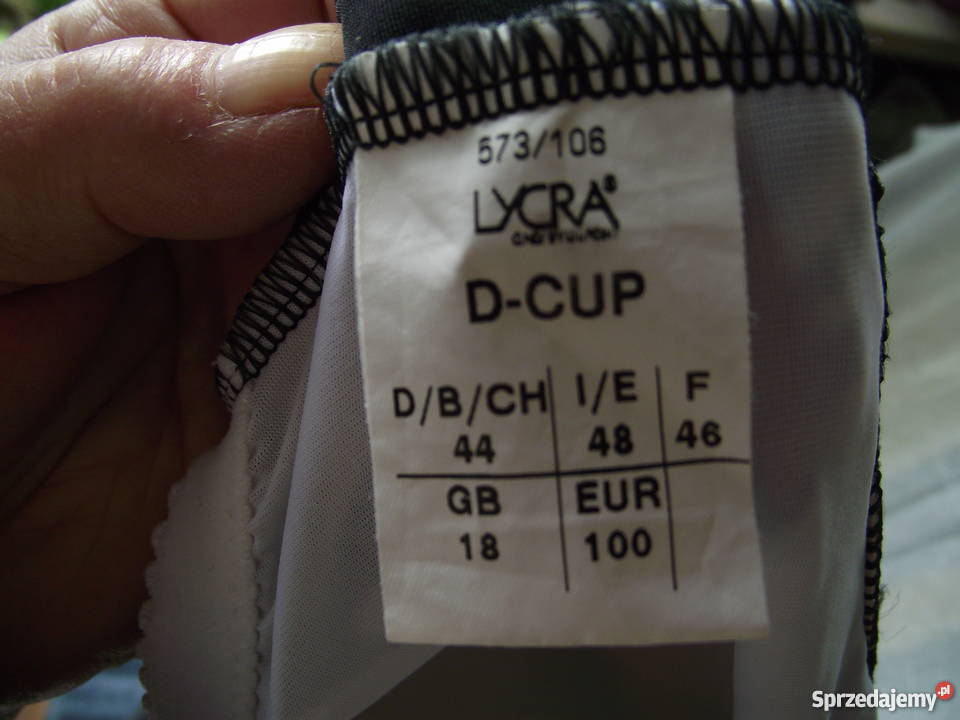 573/106
LYCRA®
D-CUP
D/B/CH I/E F
44 48 46
GB EUR
18 100
Sprzedajemy.pl